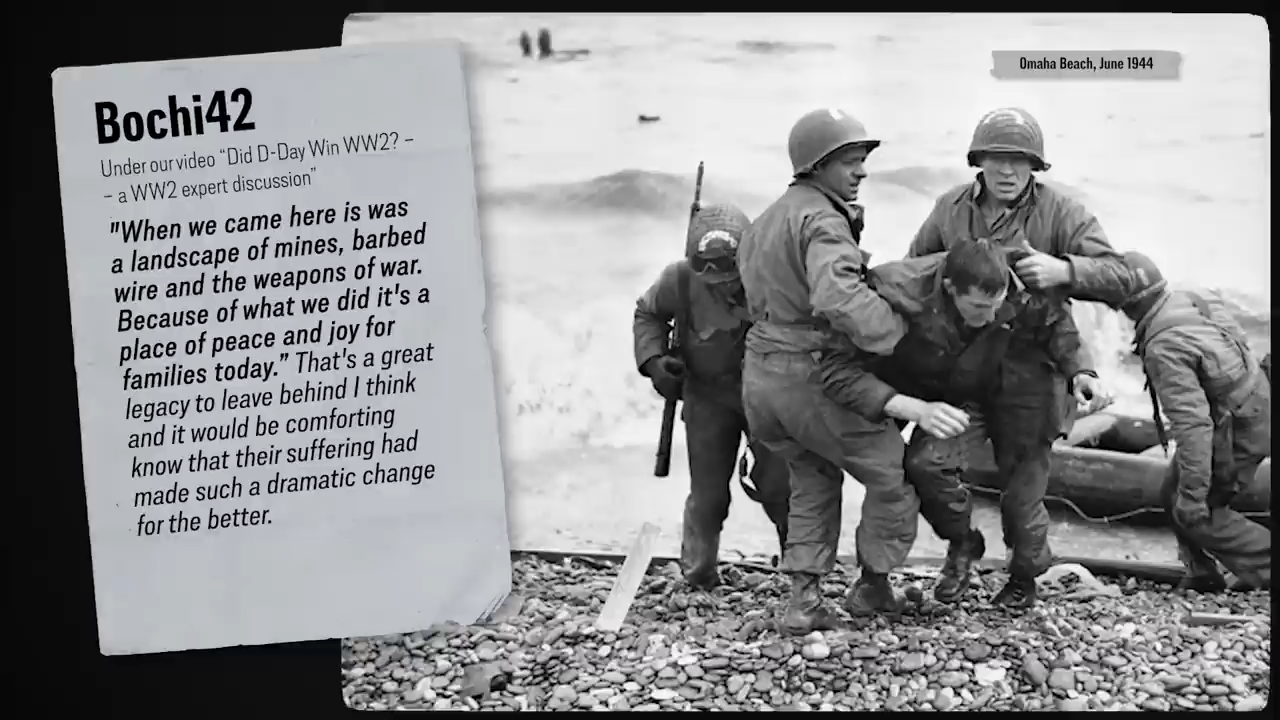 Bochi42
Under our video “Did D-Day Win WW2? –
– a WW2 expert discussion”
"When we came here is was
a landscape of mines, barbed
wire and the weapons of war.
Because of what we did it's a
place of peace and joy for
families today.” That's a great
legacy to leave behind I think
and it would be comforting
know that their suffering had
made such a dramatic change
for the better.
Omaha Beach, June 1944